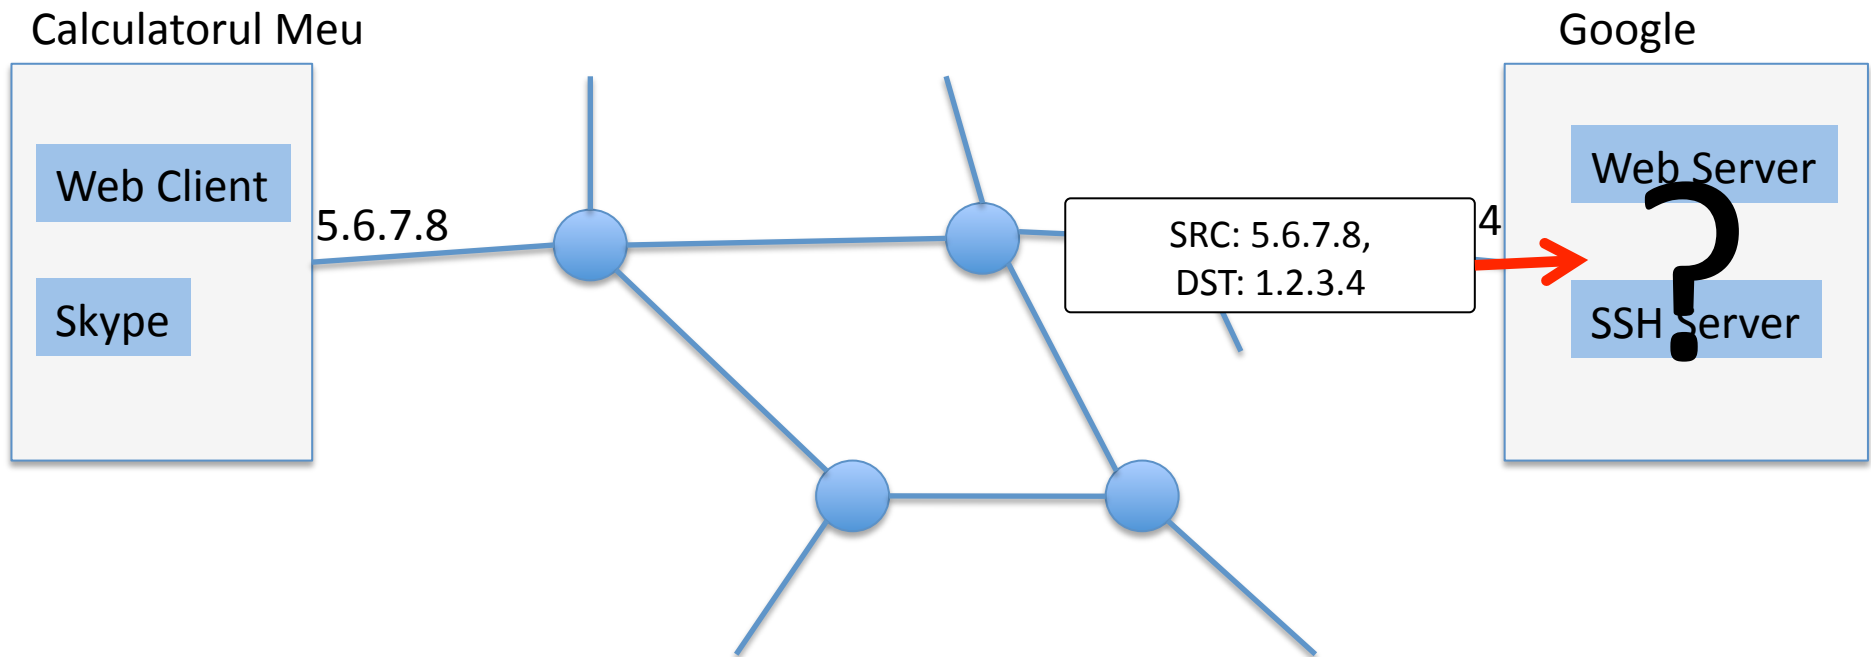 Calculatorul Meu
Google
Web Client
5.6.7.8
Skype
SRC: 5.6.7.8,
DST: 1.2.3.4
4
Web Server
?
SSH Server